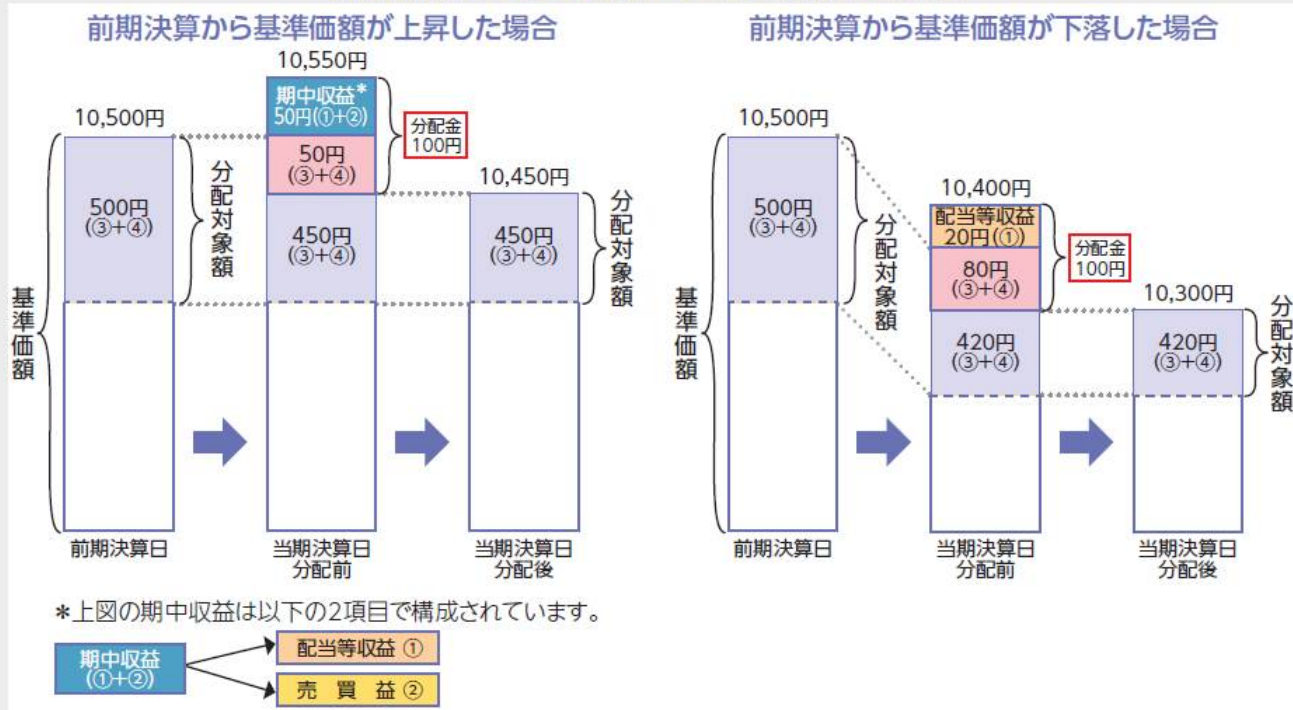 前期決算から基準価額が上昇した場合
10,500円
500円
(③+④)
分配対象額
基準価額
前期決算日
10,550円
期中収益*
50円(①+②)
50円
(③+④)
450円
(③+④)
分配金
100円
当期決算日
分配前
10,450円
450円
(③+④)
分配対象額
当期決算日
分配後
前期決算から基準価額が下落した場合
10,500円
500円
(③+④)
分配対象額
基準価額
前期決算日
10,400円
配当等収益
20円(①)
80円
(③+④)
420円
(③+④)
分配金
100円
当期決算日
分配前
10,300円
420円
(③+④)
分配対象額
当期決算日
分配後
*上図の期中収益は以下の2項目で構成されています。
期中収益
(①+②)
配当等収益 ①
売 買 益 ②